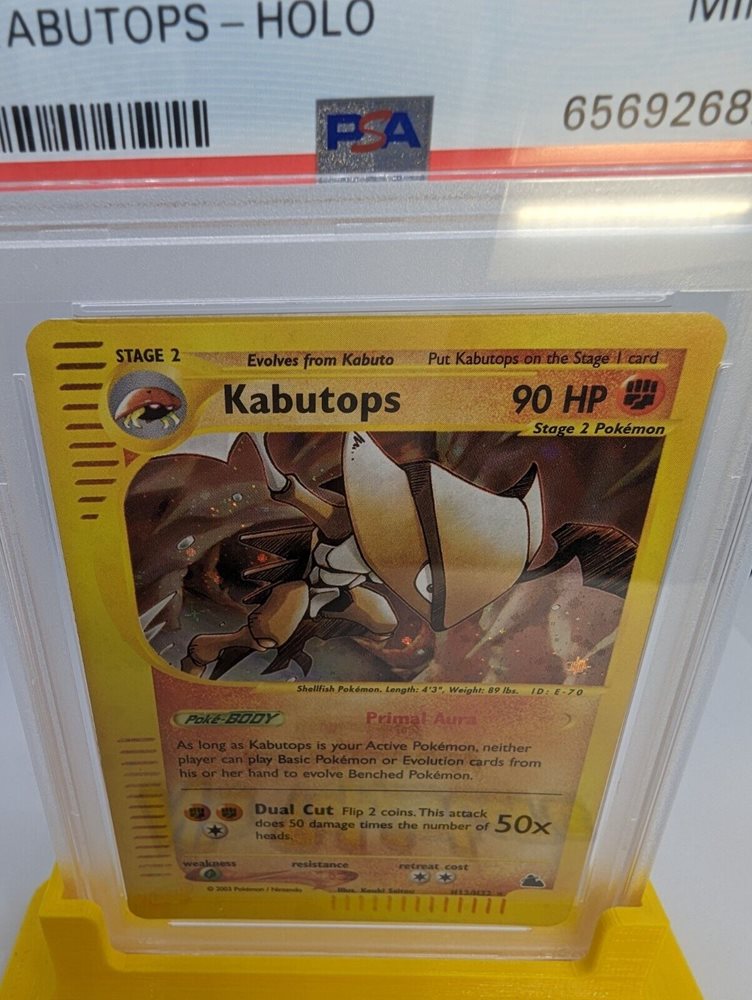 ABUTOPS – HOLO
PSA
6569268
STAGE 2
Evolves from Kabuto
Put Kabutops on the Stage 1 card
Kabutops
90 HP
Stage 2 Pokémon
Shellfish Pokémon. Length: 4'3", Weight: 89 lbs. ID: E-70
Poké-BODY
Primal Aura
As long as Kabutops is your Active Pokémon, neither
player can play Basic Pokémon or Evolution cards from
his or her hand to evolve Benched Pokémon.
Dual Cut Flip 2 coins. This attack
does 50 damage times the number of
heads.
50x
weakness
resistance
retreat cost
© 2003 Pokémon / Nintendo
Illus. Naoki Saitou